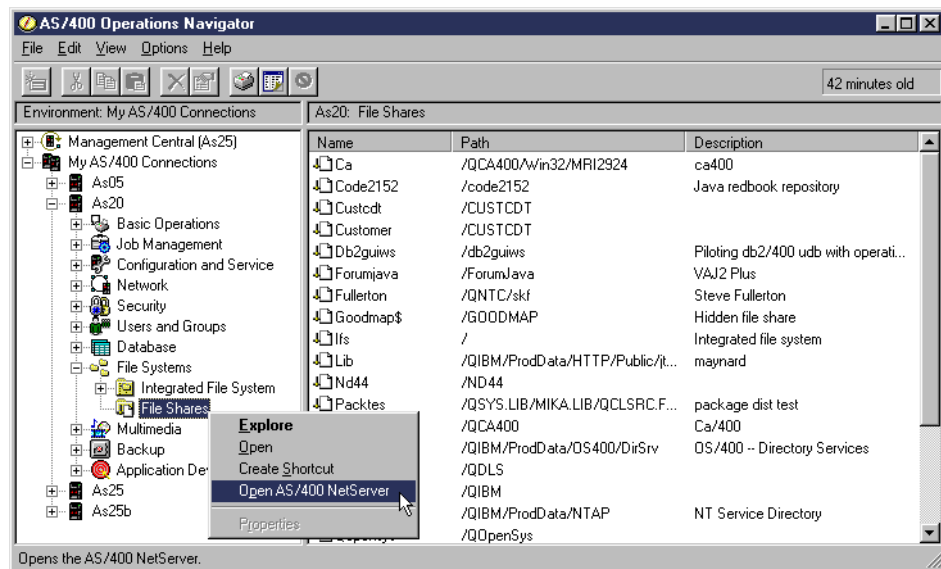 AS/400 Operations Navigator
File Edit View Options Help
42 minutes old
Environment: My AS/400 Connections
As20: File Shares
Management Central (As25)
My AS/400 Connections
As05
As20
Basic Operations
Job Management
Configuration and Service
Network
Security
Users and Groups
Database
File Systems
Integrated File System
File Shares
Multimedia
Backup
Application De
As25
As25b
Explore
Open
Create Shortcut
Open AS/400 NetServer
Properties
Name Path Description
Ca /QCA400/Win32/MRI2924 ca400
Code2152 /code2152 Java redbook repository
Custcdt /CUSTCDT
Customer /CUSTCDT
Db2guiws /db2guiws Piloting db2/400 udb with operati...
Forumjava /ForumJava VAJ2 Plus
Fullerton /QNTC/skf Steve Fullerton
Goodmap$ /GOODMAP Hidden file share
Ifs / Integrated file system
Lib /QIBM/ProdData/HTTP/Public/jt... maynard
Nd44 /ND44
Packtes /QSYS.LIB/MIKA.LIB/QCLSRC.F... package dist test
/QCA400 Ca/400
/QIBM/ProdData/OS400/DirSrv OS/400 -- Directory Services
/QDLS
/QIBM
/QIBM/ProdData/NTAP NT Service Directory
/QOpenSys
Opens the AS/400 NetServer.